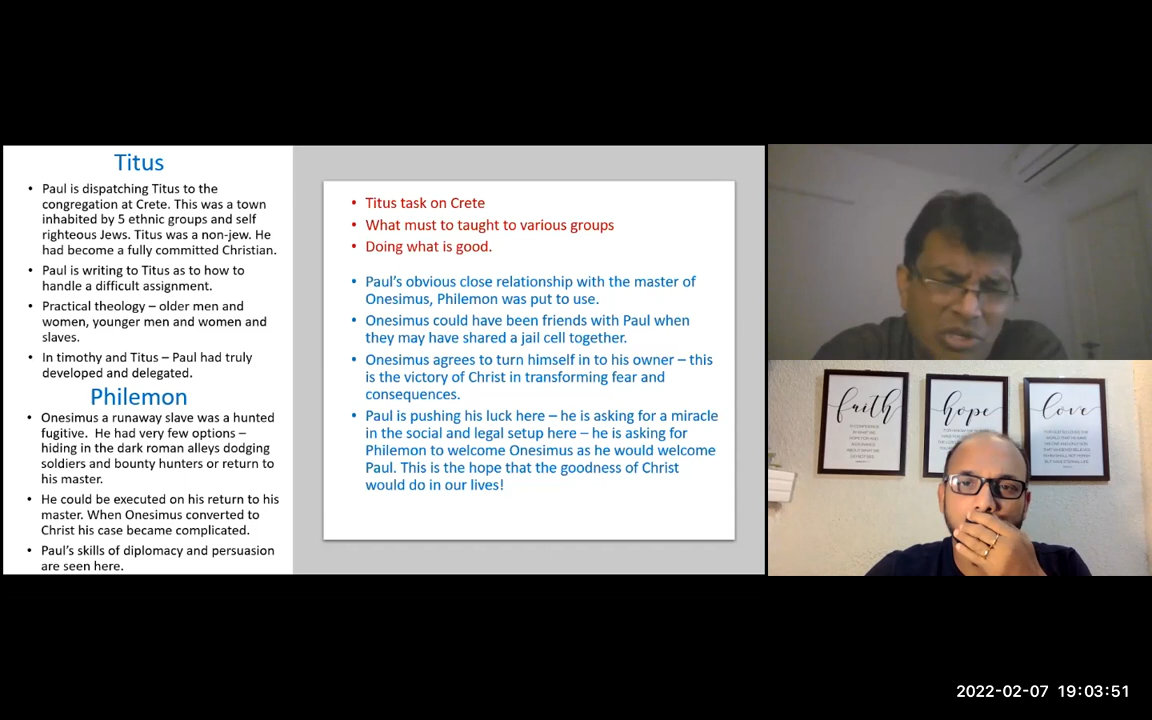 Titus
• Paul is dispatching Titus to the
congregation at Crete. This was a town
inhabited by 5 ethnic groups and self
righteous Jews. Titus was a non-jew. He
had become a fully committed Christian.
• Paul is writing to Titus as to how to
handle a difficult assignment.
• Practical theology – older men and
women, younger men and women and
slaves.
• In timothy and Titus – Paul had truly
developed and delegated.
Philemon
• Onesimus a runaway slave was a hunted
fugitive. He had very few options –
hiding in the dark roman alleys dodging
soldiers and bounty hunters or return to
his master.
• He could be executed on his return to his
master. When Onesimus converted to
Christ his case became complicated.
• Paul's skills of diplomacy and persuasion
are seen here.
• Titus task on Crete
• What must to taught to various groups
• Doing what is good.
• Paul's obvious close relationship with the master of
Onesimus, Philemon was put to use.
• Onesimus could have been friends with Paul when
they may have shared a jail cell together.
• Onesimus agrees to turn himself in to his owner – this
is the victory of Christ in transforming fear and
consequences.
• Paul is pushing his luck here – he is asking for a miracle
in the social and legal setup here – he is asking for
Philemon to welcome Onesimus as he would welcome
Paul. This is the hope that the goodness of Christ
would do in our lives!
faith
hope
love
2022-02-07 19:03:51